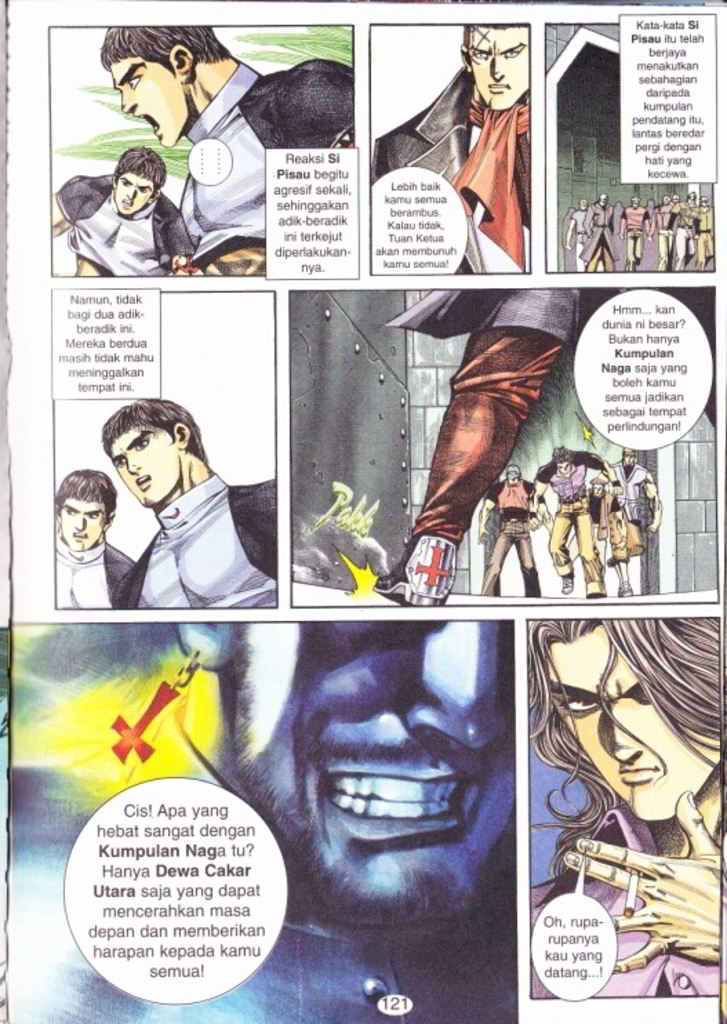 ......
Reaksi Si
Pisau begitu
agresif sekali,
sehinggakan
adik-beradik
ini terkejut
diperlakukan-
nya.
Lebih baik
kamu semua
berambus.
Kalau tidak,
Tuan Ketua
akan membunuh
kamu semua!
Kata-kata Si
Pisau itu telah
berjaya
menakutkan
sebahagian
daripada
kumpulan
pendatang itu,
lantas beredar
pergi dengan
hati yang
kecewa.
Namun, tidak
bagi dua adik-
beradik ini.
Mereka berdua
masih tidak mahu
meninggalkan
tempat ini.
Hmm... kan
dunia ni besar?
Bukan hanya
Kumpulan
Naga saja yang
boleh kamu
semua jadikan
sebagai tempat
perlindungan!
Cis! Apa yang
hebat sangat dengan
Kumpulan Naga tu?
Hanya Dewa Cakar
Utara saja yang dapat
mencerahkan masa
depan dan memberikan
harapan kepada kamu
semua!
Oh, rupa-
rupanya
kau yang
datang...!
121